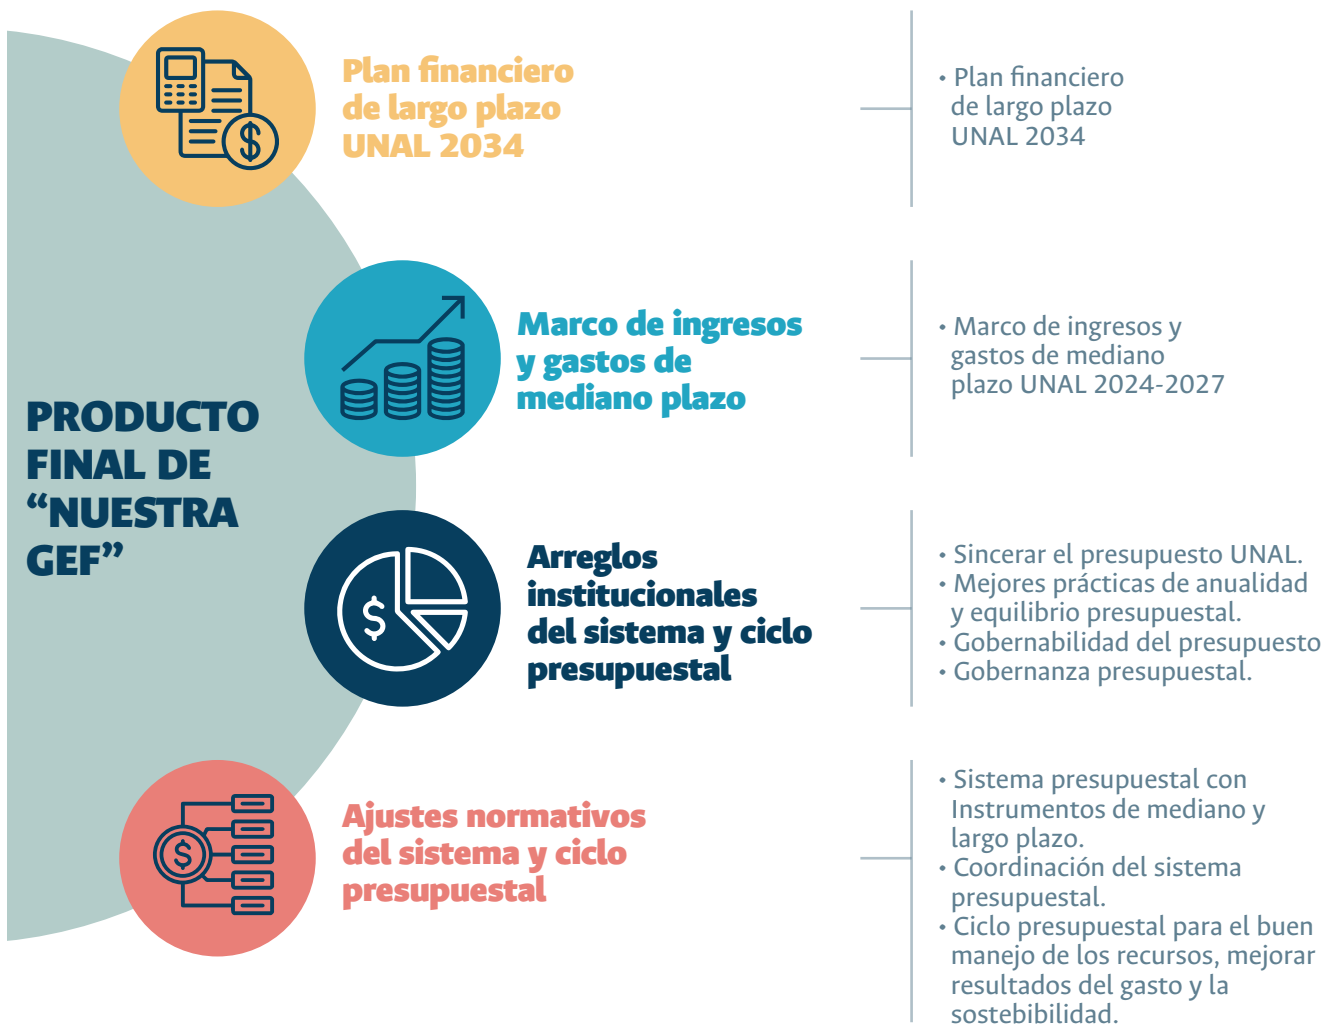 PRODUCTO
FINAL DE
“NUESTRA
GEF”
Plan financiero
de largo plazo
UNAL 2034
• Plan financiero
de largo plazo
UNAL 2034
Marco de ingresos
y gastos de
mediano plazo
• Marco de ingresos y
gastos de mediano
plazo UNAL 2024-2027
Arreglos
institucionales
del sistema y ciclo
presupuestal
• Sincerar el presupuesto UNAL.
• Mejores prácticas de anualidad
y equilibrio presupuestal.
• Gobernabilidad del presupuesto
• Gobernanza presupuestal.
Ajustes normativos
del sistema y ciclo
presupuestal
• Sistema presupuestal con
Instrumentos de mediano y
largo plazo.
• Coordinación del sistema
presupuestal.
• Ciclo presupuestal para el buen
manejo de los recursos, mejorar
resultados del gasto y la
sostebibilidad.